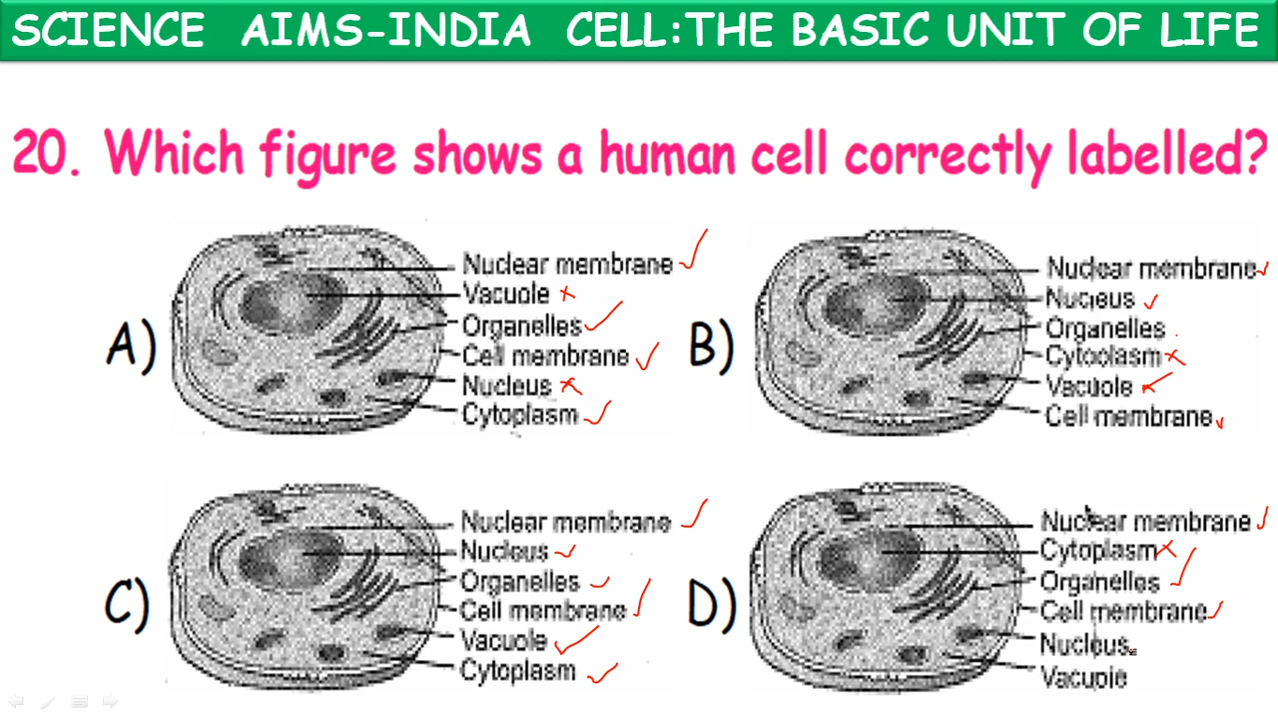 SCIENCE AIMS-INDIA CELL:THE BASIC UNIT OF LIFE
20. Which figure shows a human cell correctly labelled?
A)
Nuclear membrane
Vacuole
Organelles
Cell membrane
Nucleus
Cytoplasm
B)
Nuclear membrane
Nucleus
Organelles
Cytoplasm
Vacuole
Cell membrane
C)
Nuclear membrane
Nucleus
Organelles
Cell membrane
Vacuole
Cytoplasm
D)
Nuclear membrane
Cytoplasm
Organelles
Cell membrane
Nucleus
Vacuole